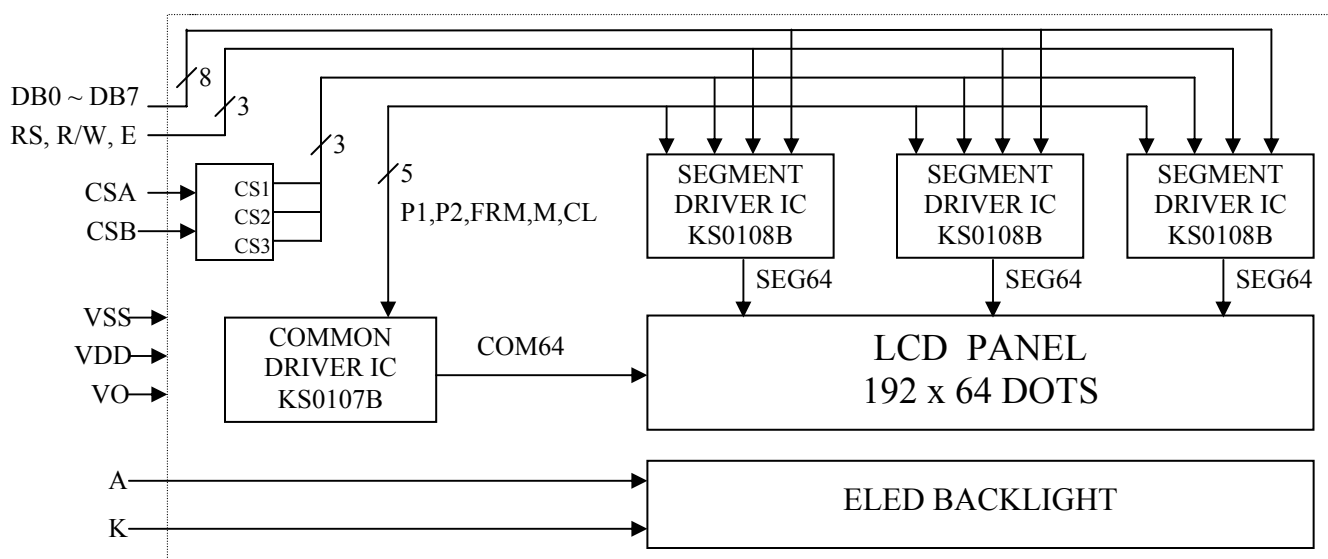 8
DB0 ~ DB7
3
RS, R/W, E
3
5
CSA
CSB
CS1
CS2
CS3
P1,P2,FRM,M,CL
SEGMENT
DRIVER IC
KS0108B
SEGMENT
DRIVER IC
KS0108B
SEGMENT
DRIVER IC
KS0108B
SEG64
SEG64
SEG64
VSS
VDD
VO
COMMON
DRIVER IC
KS0107B
COM64
LCD PANEL
192 x 64 DOTS
A
K
ELED BACKLIGHT